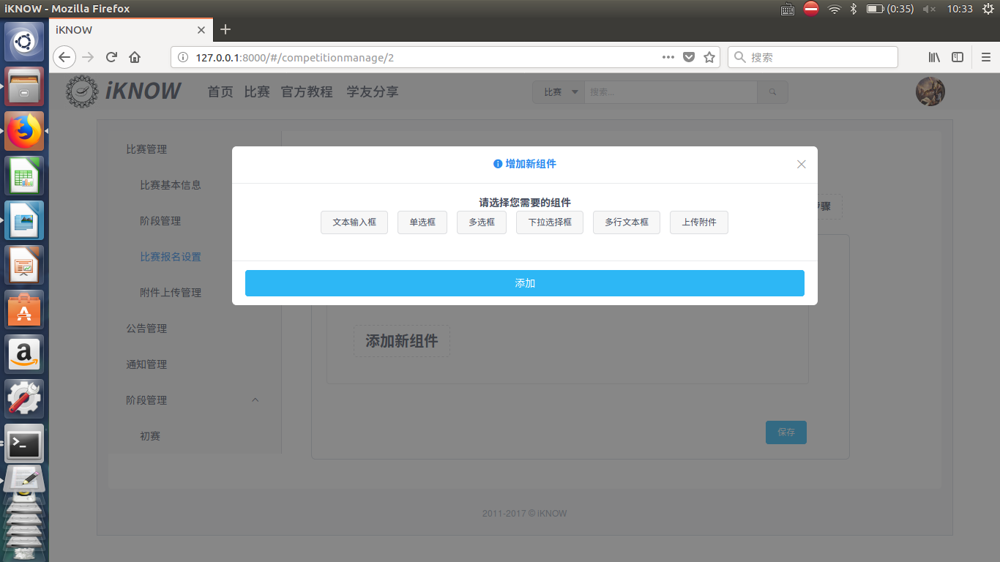 iKNOW - Mozilla Firefox
(0:35)
10:33
iKNOW
127.0.0.1:8000/#/competitionmanage/2
搜索
iKNOW
首页 比赛 官方教程 学友分享
比赛
搜索...
比赛管理
比赛基本信息
阶段管理
比赛报名设置
附件上传管理
公告管理
通知管理
阶段管理
初赛
增加新组件
请选择您需要的组件
文本输入框 单选框 多选框 下拉选择框 多行文本框 上传附件
添加
骤
添加新组件
保存
2011-2017 © iKNOW